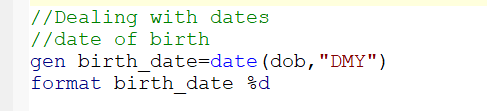 //Dealing with dates
//date of birth
gen birth_date=date(dob,"DMY")
format birth_date %d